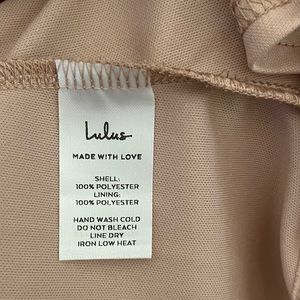 Lulus
MADE WITH LOVE
SHELL:
100% POLYESTER
LINING:
100% POLYESTER
HAND WASH COLD
DO NOT BLEACH
LINE DRY
IRON LOW HEAT